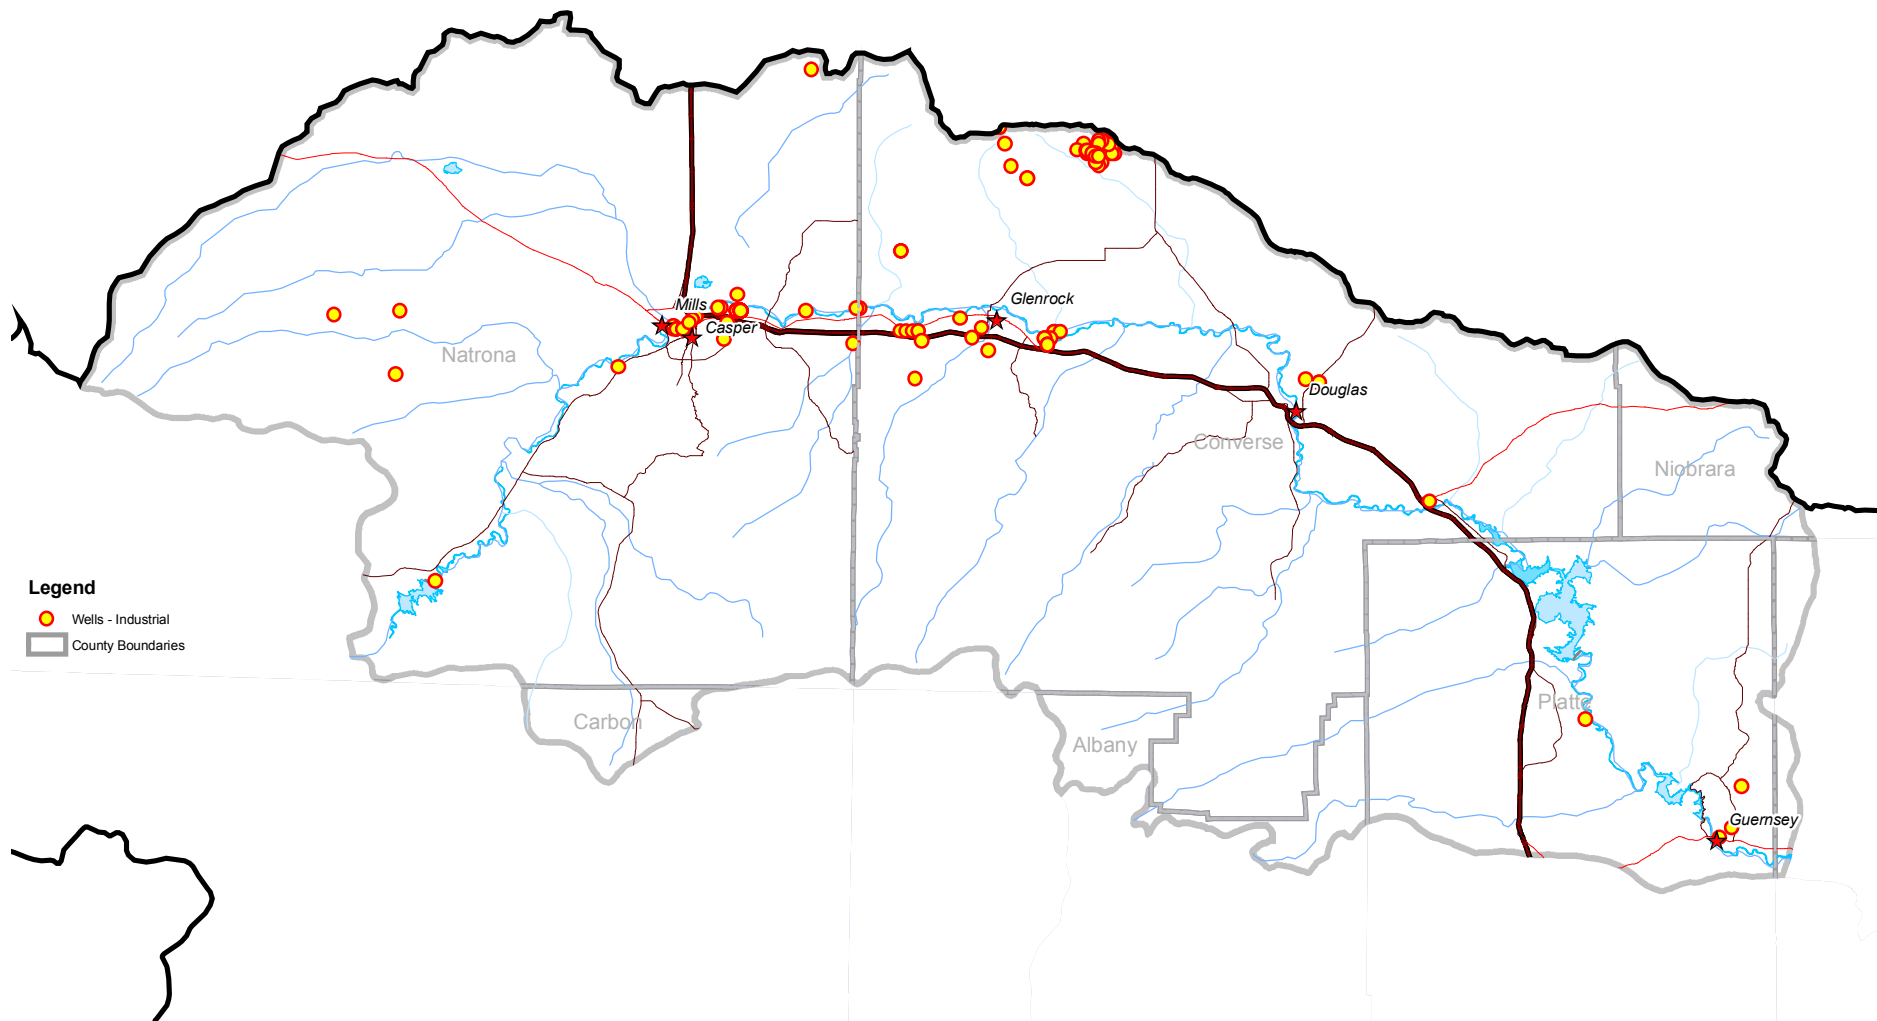 Mills
Casper
Glenrock
Natrona
Douglas
Converse
Niobrara
Legend
Wells - Industrial
County Boundaries
Carbon
Albany
Platte
Guernsey